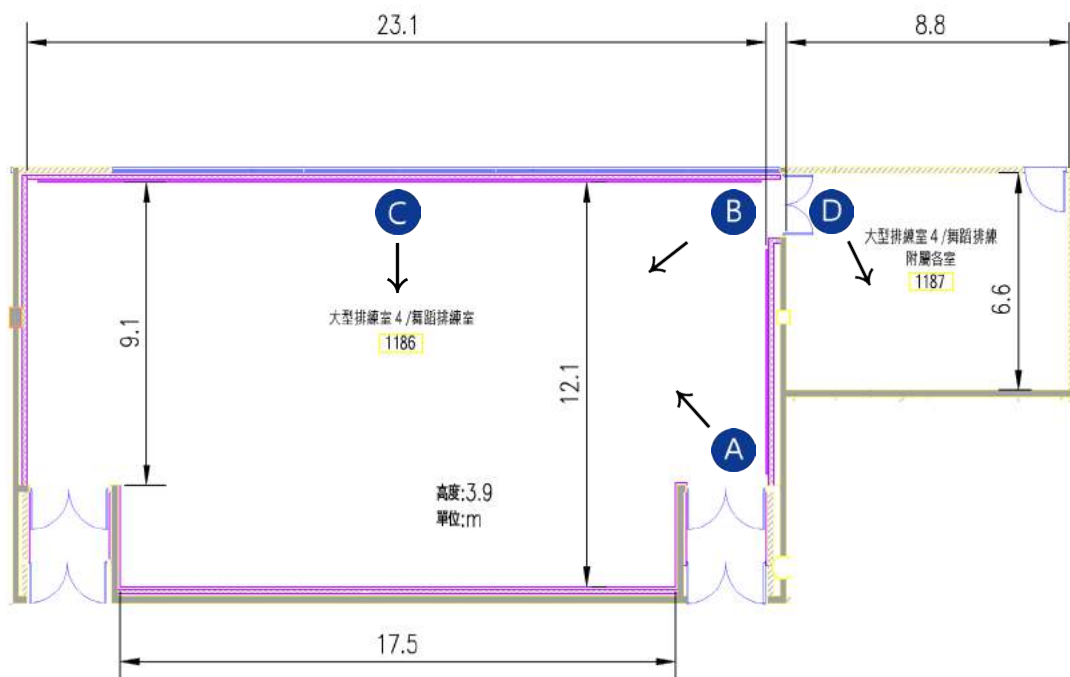 23.1
8.8
C
B
D
大型排練室4/舞蹈排練
附屬各室
1187
大型排練室4/舞蹈排練室
1186
9.1
12.1
6.6
A
高度:3.9
單位:m
17.5